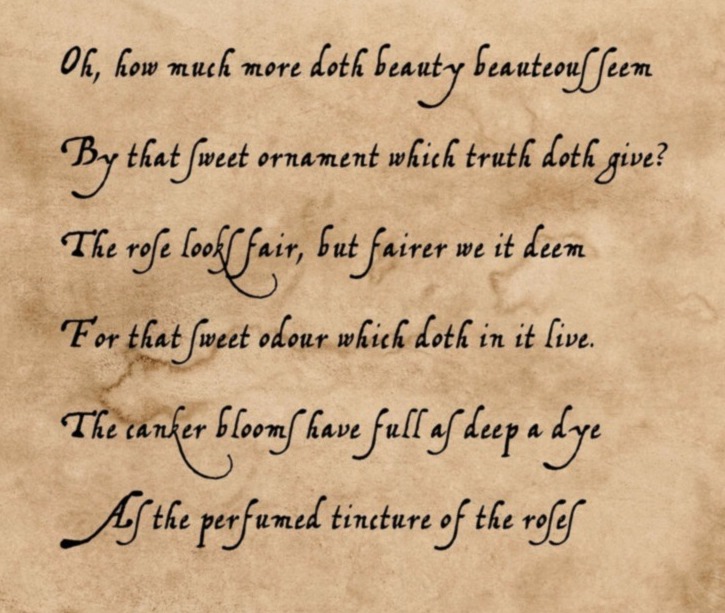 Oh, how much more doth beauty beauteouſ ſeem
By that ſweet ornament which truth doth give?
The roſe lookſ fair, but fairer we it deem
For that ſweet odour which doth in it live.
The canker bloomſ have full aſ deep a dye
Aſ the perfumed tincture of the roſeſ